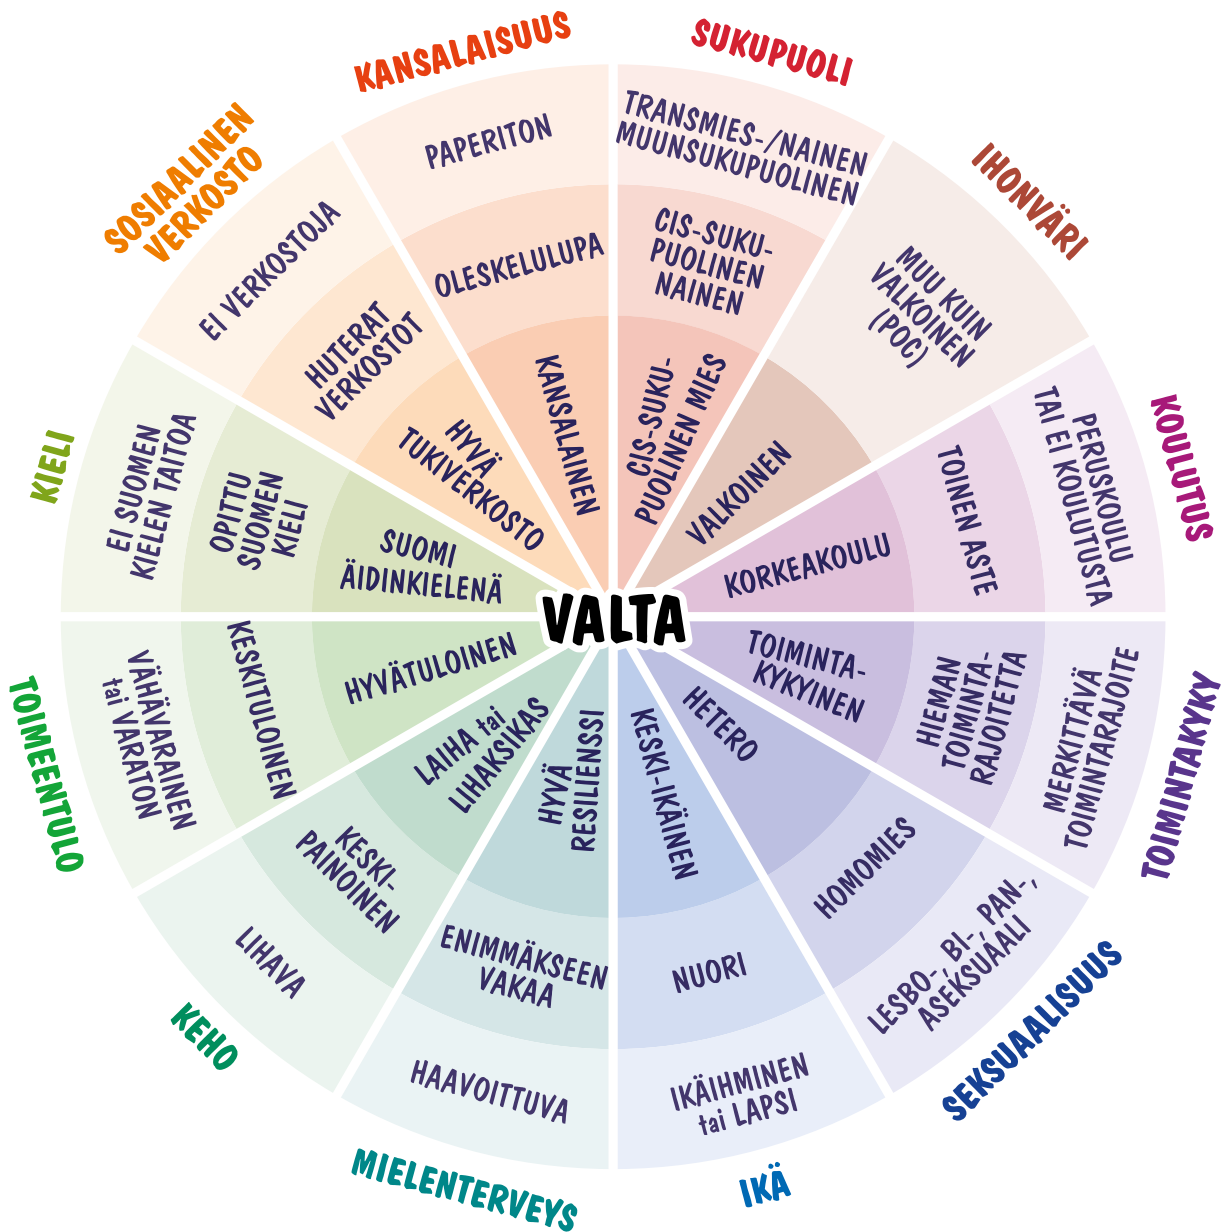 SUKUPUOLI
TRANSMIES-/NAINEN
MUUNSUKUPUOLINEN
CIS-SUKU-
PUOLINEN
NAINEN
CIS-SUKU-
PUOLINEN MIES
IHONVÄRI
MUU KUIN
VALKOINEN
(POC)
VALKOINEN
KOULUTUS
PERUSKOULU
TAI EI KOULUTUSTA
TOINEN ASTE
KORKEAKOULU
TOIMINTAKYKY
MERKITTÄVÄ
TOIMINTARAJOITE
HIEMAN
TOIMINTA-
RAJOITETTA
TOIMINTA-
KYKYINEN
SEKSUAALISUUS
LESBO-, BI-, PAN-,
ASEKSUAALI
HOMOMIES
HETERO
IKÄ
IKÄIHMINEN
tai LAPSI
NUORI
KESKI-IKÄINEN
MIELENTERVEYS
HAAVOITTUVA
ENIMMÄKSEEN
VAKAA
HYVÄ
RESILIENSSI
KEHO
LIHAVA
KESKI-
PAINOINEN
LAIHA tai
LIHAKSIKAS
TOIMEENTULO
VÄHÄVARAINEN
tai VARATON
KESKITULOINEN
HYVÄTULOINEN
KIELI
EI SUOMEN
KIELEN TAITOA
OPITTU
SUOMEN
KIELI
SUOMI
ÄIDINKIELENÄ
SOSIAALINEN
VERKOSTO
EI VERKOSTOJA
HUTERAT
VERKOSTOT
HYVÄ
TUKIVERKOSTO
KANSALAISUUS
PAPERITON
OLESKELULUPA
KANSALAINEN
VALTA